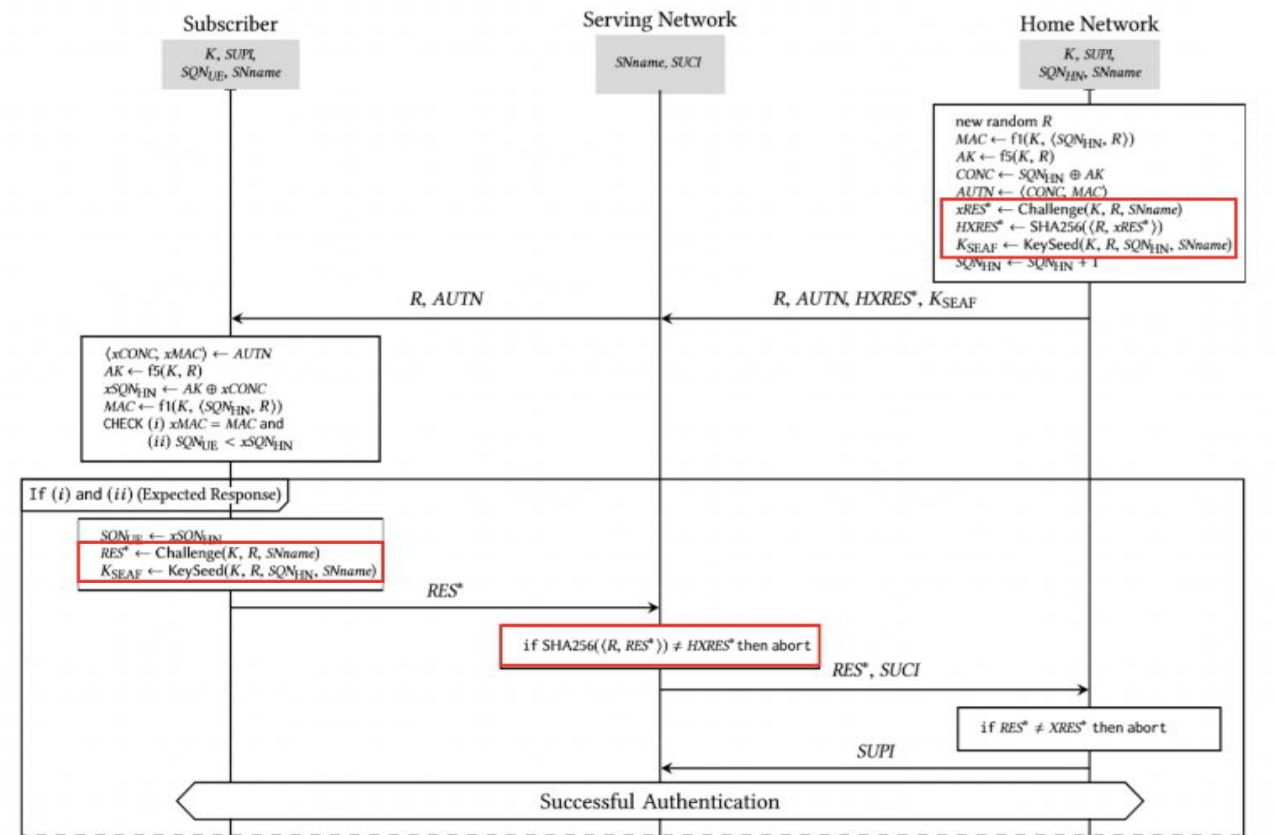 Subscriber
Serving Network
Home Network
K, SUPI,
SQN_UE, SNname
SNname, SUCI
K, SUPI,
SQN_HN, SNname
new random R
MAC ← f1(K, ⟨SQN_HN, R⟩)
AK ← f5(K, R)
CONC ← SQN_HN ⊕ AK
AUTN ← ⟨CONC, MAC⟩
xRES* ← Challenge(K, R, SNname)
HXRES* ← SHA256(⟨R, xRES*⟩)
K_SEAF ← KeySeed(K, R, SQN_HN, SNname)
SQN_HN ← SQN_HN + 1
R, AUTN, HXRES*, K_SEAF
R, AUTN
⟨xCONC, xMAC⟩ ← AUTN
AK ← f5(K, R)
xSQN_HN ← AK ⊕ xCONC
MAC ← f1(K, ⟨SQN_HN, R⟩)
CHECK (i) xMAC = MAC and
(ii) SQN_UE < xSQN_HN
If (i) and (ii) (Expected Response)
SQN_UE ← xSQN_HN
RES* ← Challenge(K, R, SNname)
K_SEAF ← KeySeed(K, R, SQN_HN, SNname)
RES*
if SHA256(⟨R, RES*⟩) ≠ HXRES* then abort
RES*, SUCI
if RES* ≠ XRES* then abort
SUPI
Successful Authentication